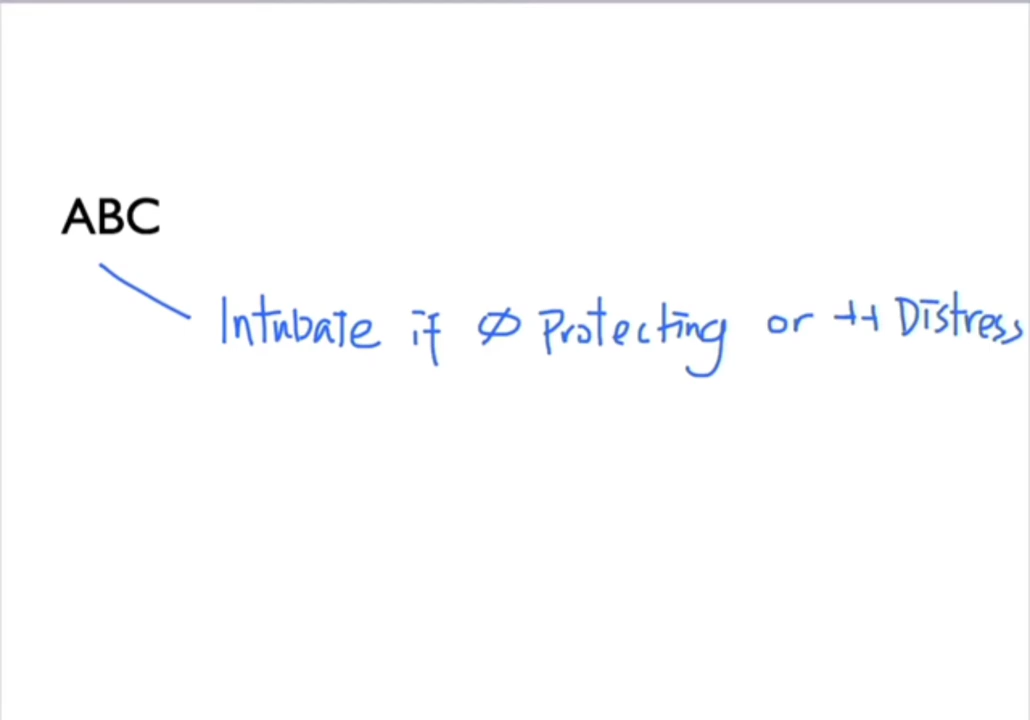 ABC
Intubate if Ø Protecting or ++ Distress